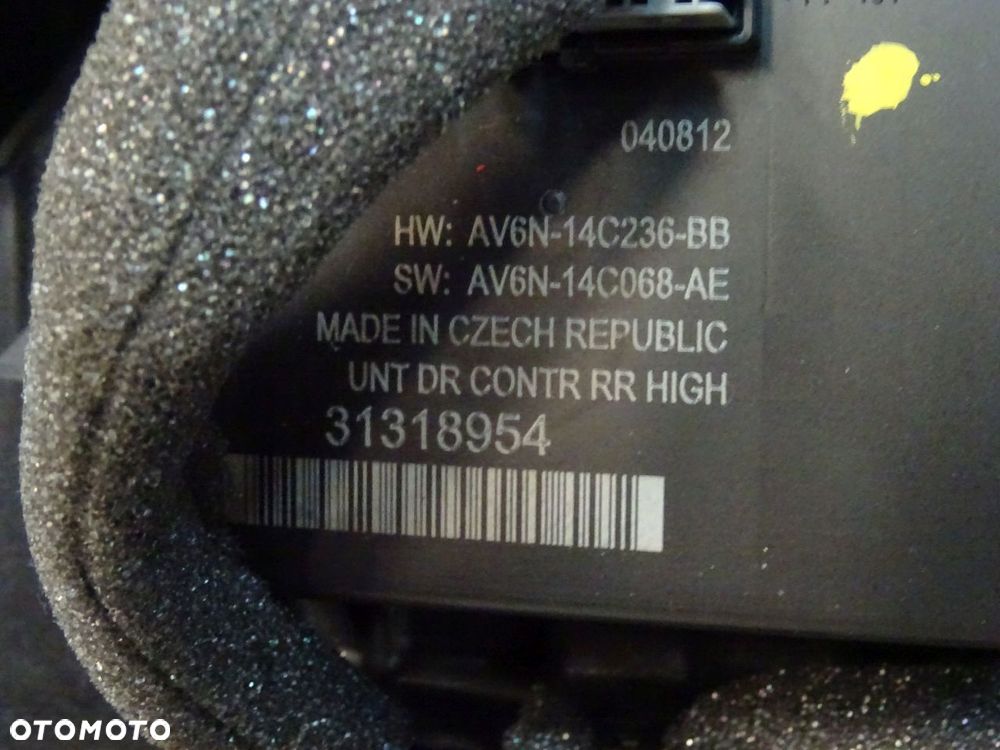 040812
HW: AV6N-14C236-BB
SW: AV6N-14C068-AE
MADE IN CZECH REPUBLIC
UNT DR CONTR RR HIGH
31318954
OTOMOTO